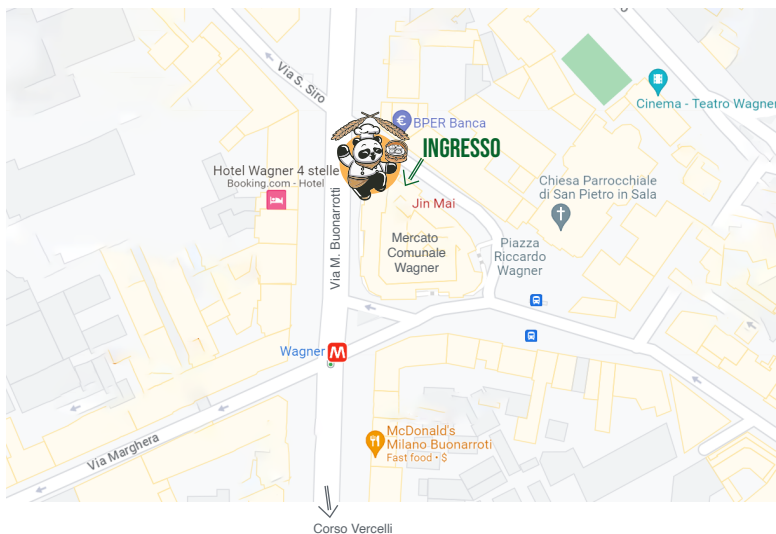 Via S. Siro
Cinema - Teatro Wagner
BPER Banca
INGRESSO
Hotel Wagner 4 stelle
Booking.com - Hotel
Chiesa Parrocchiale
di San Pietro in Sala
Jin Mai
Via M. Buonarrotti
Mercato
Comunale
Wagner
Piazza
Riccardo
Wagner
Wagner
M
McDonald's
Milano Buonarroti
Fast food • $
Via Marghera
Corso Vercelli